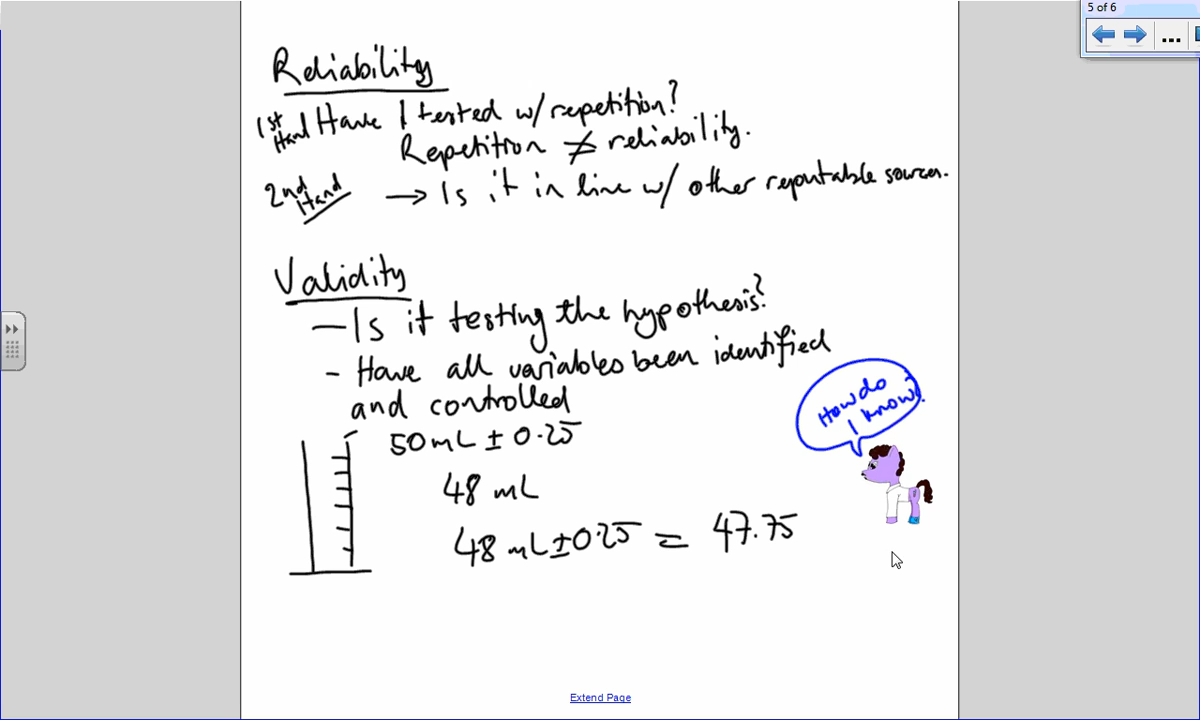 5 of 6
Reliability
1st Hand Have I tested w/ repetition?
Repetition ≠ reliability.
2nd Hand → Is it in line w/ other reputable sources.
Validity
— Is it testing the hypothesis?
- Have all variables been identified
and controlled
50 mL ± 0.25
48 mL
48 mL ± 0.25 = 47.75
How do
I know?
Extend Page